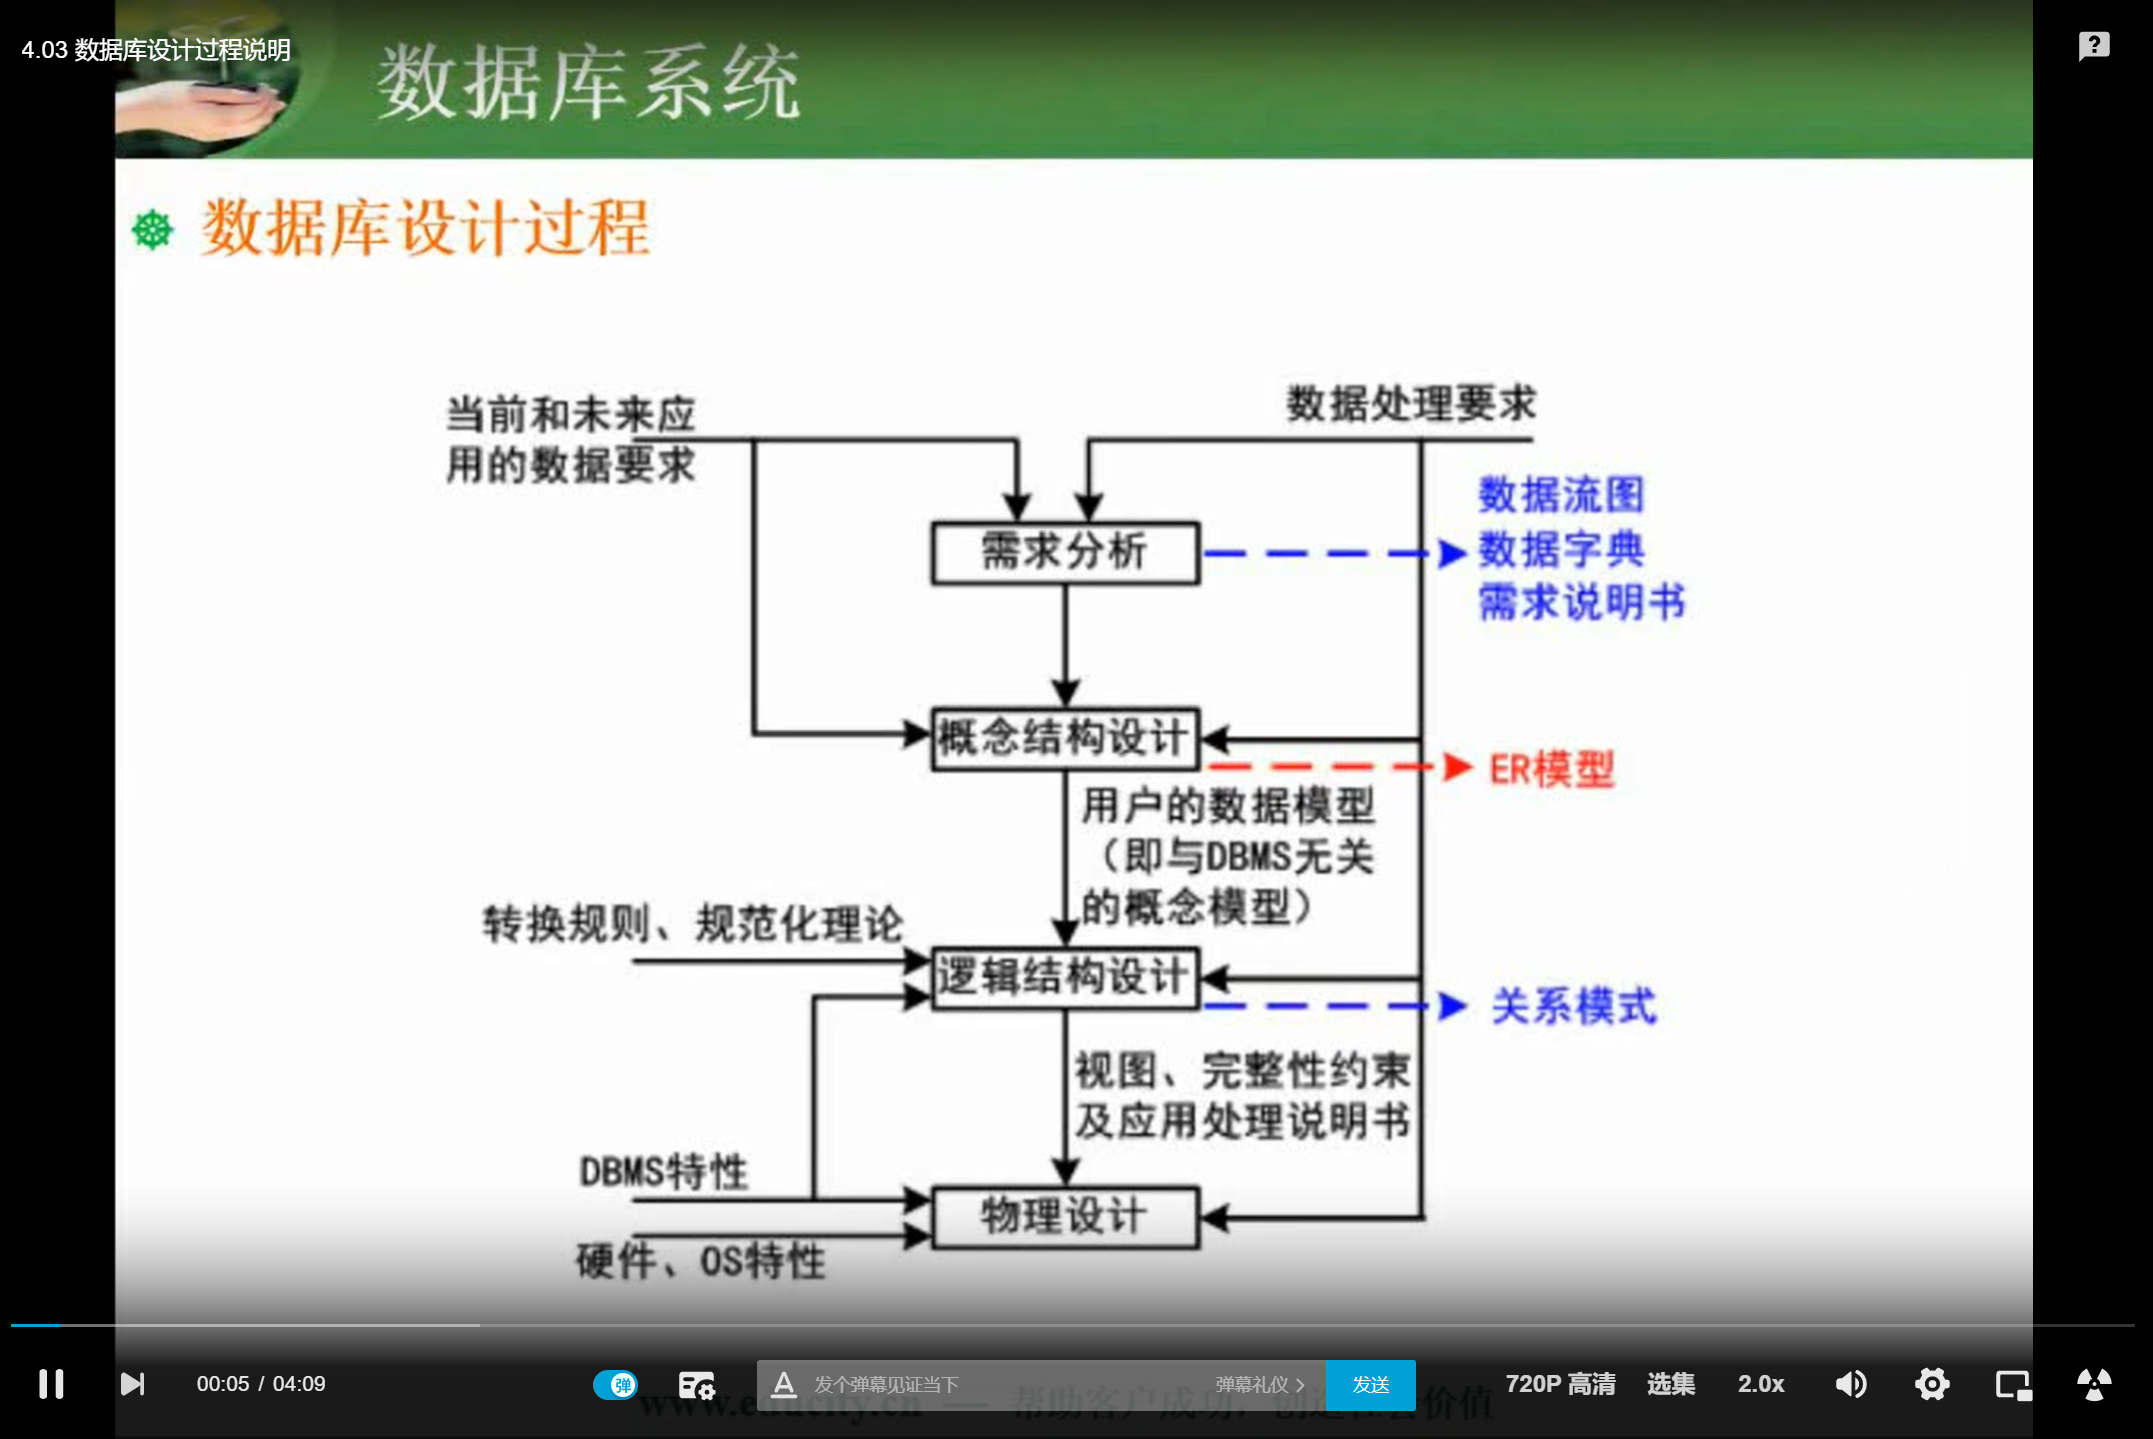 4.03 数据库设计过程说明
数据库系统
数据库设计过程
当前和未来应
用的数据要求
数据处理要求
数据流图
数据字典
需求说明书
需求分析
概念结构设计
ER模型
用户的数据模型
（即与DBMS无关
的概念模型）
转换规则、规范化理论
逻辑结构设计
关系模式
视图、完整性约束
及应用处理说明书
DBMS特性
物理设计
硬件、OS特性
00:05 / 04:09
弹
发个弹幕见证当下
弹幕礼仪
发送
720P 高清
选集
2.0x
www.educity.cn — 帮助客户成功，创造社会价值